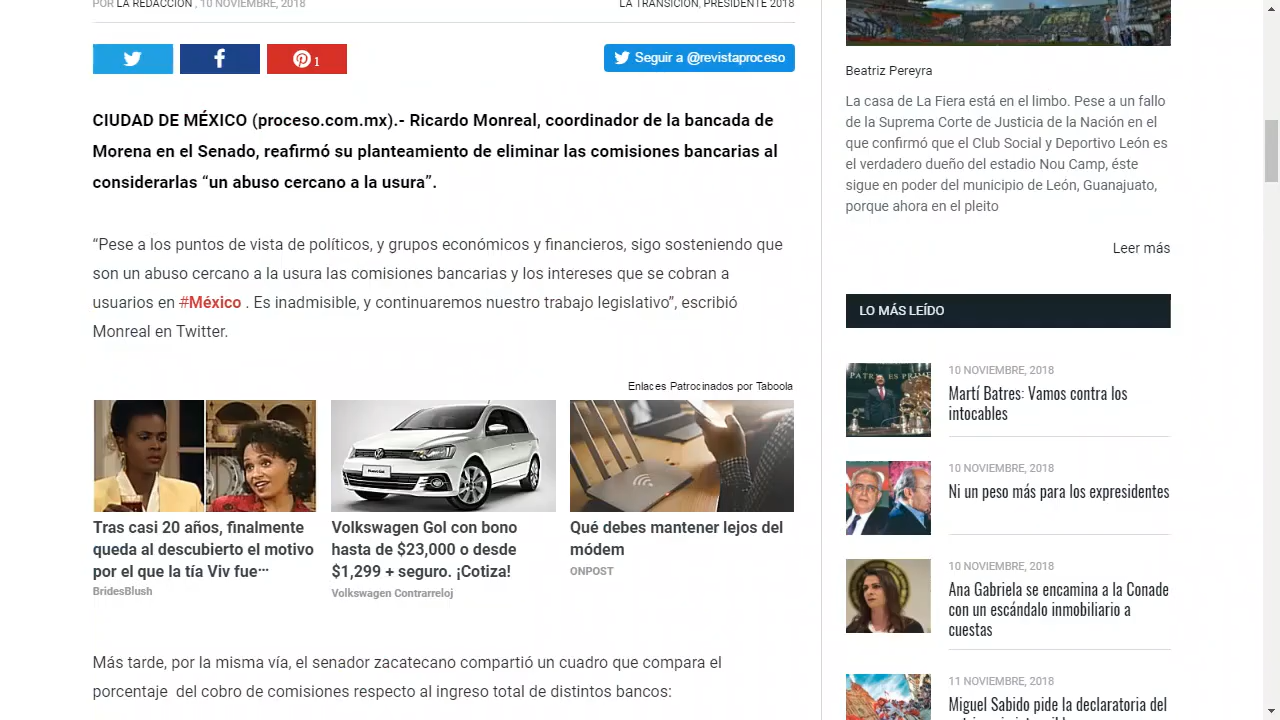 POR LA REDACCIÓN , 10 NOVIEMBRE, 2018
LA TRANSICIÓN, PRESIDENTE 2018
1
Seguir a @revistaproceso
CIUDAD DE MÉXICO (proceso.com.mx).- Ricardo Monreal, coordinador de la bancada de
Morena en el Senado, reafirmó su planteamiento de eliminar las comisiones bancarias al
considerarlas “un abuso cercano a la usura”.
“Pese a los puntos de vista de políticos, y grupos económicos y financieros, sigo sosteniendo que
son un abuso cercano a la usura las comisiones bancarias y los intereses que se cobran a
usuarios en #México . Es inadmisible, y continuaremos nuestro trabajo legislativo”, escribió
Monreal en Twitter.
Enlaces Patrocinados por Taboola
Tras casi 20 años, finalmente
queda al descubierto el motivo
por el que la tía Viv fue…
BridesBlush
Volkswagen Gol con bono
hasta de $23,000 o desde
$1,299 + seguro. ¡Cotiza!
Volkswagen Contrarreloj
Qué debes mantener lejos del
módem
ONPOST
Más tarde, por la misma vía, el senador zacatecano compartió un cuadro que compara el
porcentaje  del cobro de comisiones respecto al ingreso total de distintos bancos:
Beatriz Pereyra
La casa de La Fiera está en el limbo. Pese a un fallo
de la Suprema Corte de Justicia de la Nación en el
que confirmó que el Club Social y Deportivo León es
el verdadero dueño del estadio Nou Camp, éste
sigue en poder del municipio de León, Guanajuato,
porque ahora en el pleito
Leer más
LO MÁS LEÍDO
10 NOVIEMBRE, 2018
Martí Batres: Vamos contra los
intocables
10 NOVIEMBRE, 2018
Ni un peso más para los expresidentes
10 NOVIEMBRE, 2018
Ana Gabriela se encamina a la Conade
con un escándalo inmobiliario a
cuestas
11 NOVIEMBRE, 2018
Miguel Sabido pide la declaratoria del